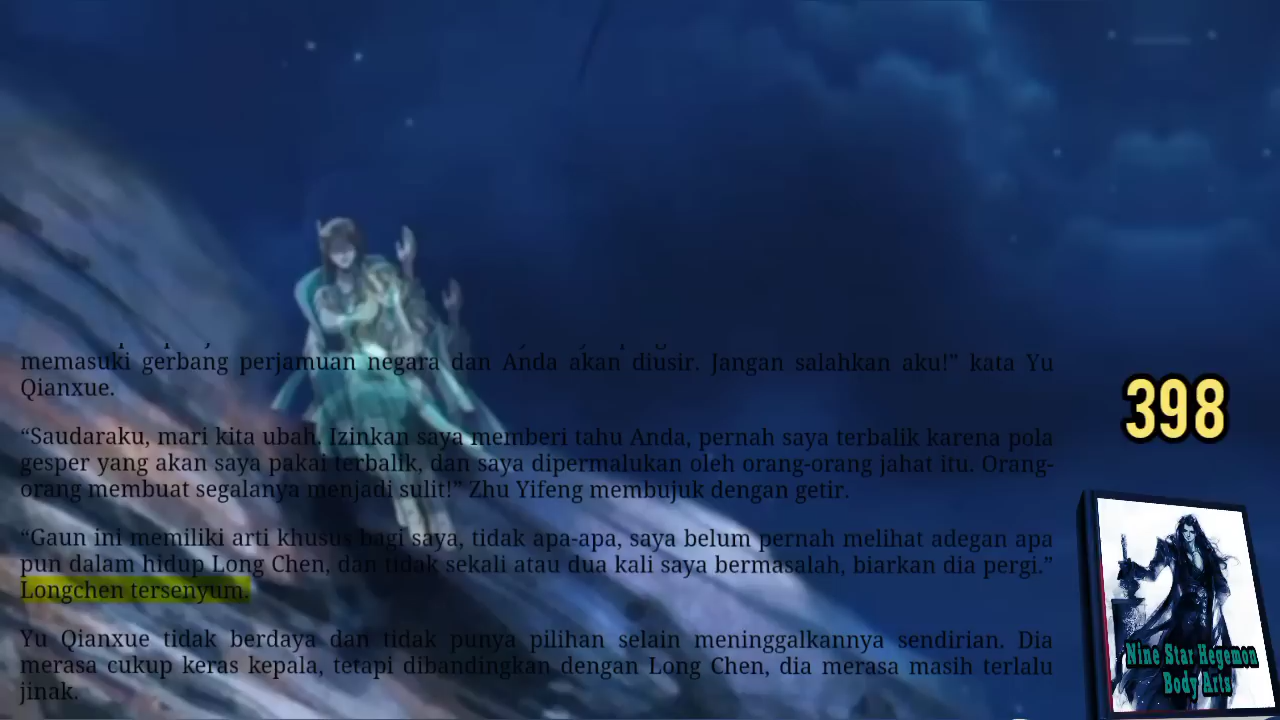 memasuki gerbang perjamuan negara dan Anda akan diusir. Jangan salahkan aku!” kata Yu
Qianxue.
“Saudaraku, mari kita ubah. Izinkan saya memberi tahu Anda, pernah saya terbalik karena pola
gesper yang akan saya pakai terbalik, dan saya dipermalukan oleh orang-orang jahat itu. Orang-
orang membuat segalanya menjadi sulit!” Zhu Yifeng membujuk dengan getir.
“Gaun ini memiliki arti khusus bagi saya, tidak apa-apa, saya belum pernah melihat adegan apa
pun dalam hidup Long Chen, dan tidak sekali atau dua kali saya bermasalah, biarkan dia pergi.”
Longchen tersenyum.
Yu Qianxue tidak berdaya dan tidak punya pilihan selain meninggalkannya sendirian. Dia
merasa cukup keras kepala, tetapi dibandingkan dengan Long Chen, dia merasa masih terlalu
jinak.
398
Nine Star Hegemon
Body Arts